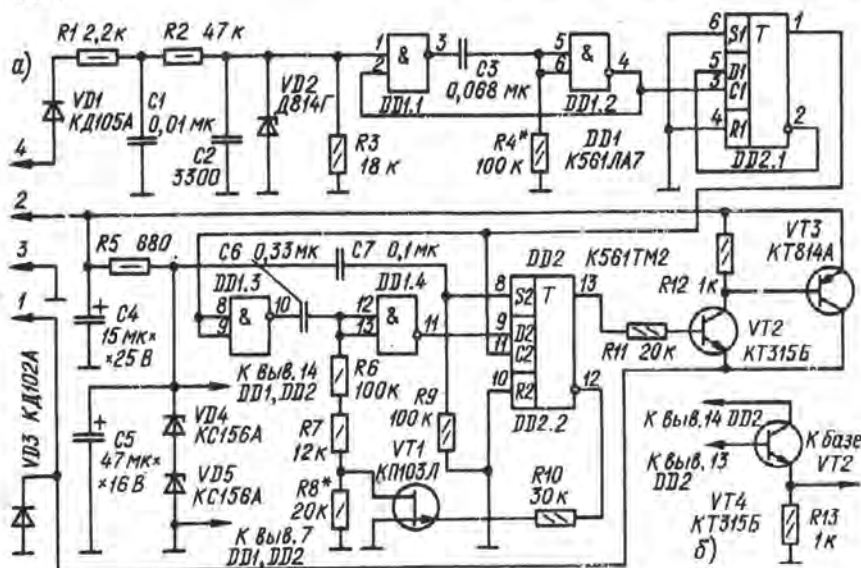 а)
R1 2,2к
R2 47к
VD1
КД105А
C1
0,01 мк
C2
3300
VD2
Д814Г
R3
18 к
1
2
&
3
DD1.1
C3
0,068 мк
R4*
100 к
5
6
&
4
DD1.2
DD1
К561ЛА7
6
5
3
4
S1
D1
C1
R1
T
1
2
DD2.1
4
2
3
1
R5 680
C4
15 мк×
×25 В
C5
47 мк×
×16 В
VD3 КД102А
VD4
КС156А
VD5
КС156А
C6 0,33 мк
C7 0,1 мк
DD1.3
8
9
&
10
К выв. 14
DD1, DD2
К выв. 7
DD1, DD2
DD1.4
12
13
&
11
R6
100к
R7
12к
R8*
20к
VT1
КП103Л
R9
100к
DD2 К561ТМ2
8
9
11
10
S2
D2
C2
R2
T
13
12
DD2.2
R10
30 к
R11 20к
R12 1к
VT2
КТ315Б
VT3
КТ814А
К выв. 14 DD2
К выв. 13
DD2
К базе
VT2
VT4
КТ315Б
б)
R13
1к